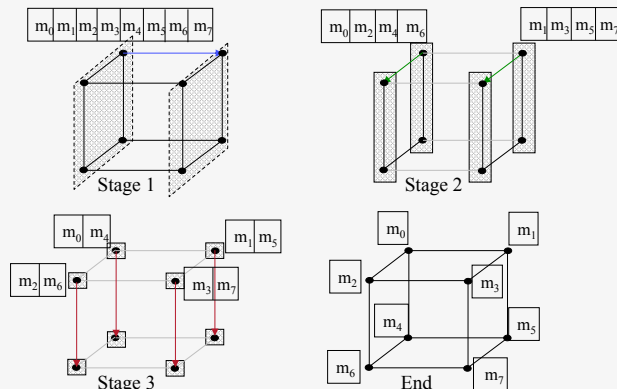 m₀ m₁ m₂ m₃ m₄ m₅ m₆ m₇
Stage 1
m₀ m₂ m₄ m₆
m₁ m₃ m₅ m₇
Stage 2
m₀ m₄
m₁ m₅
m₂ m₆
m₃ m₇
Stage 3
m₀
m₁
m₂
m₃
m₄
m₅
m₆
m₇
End